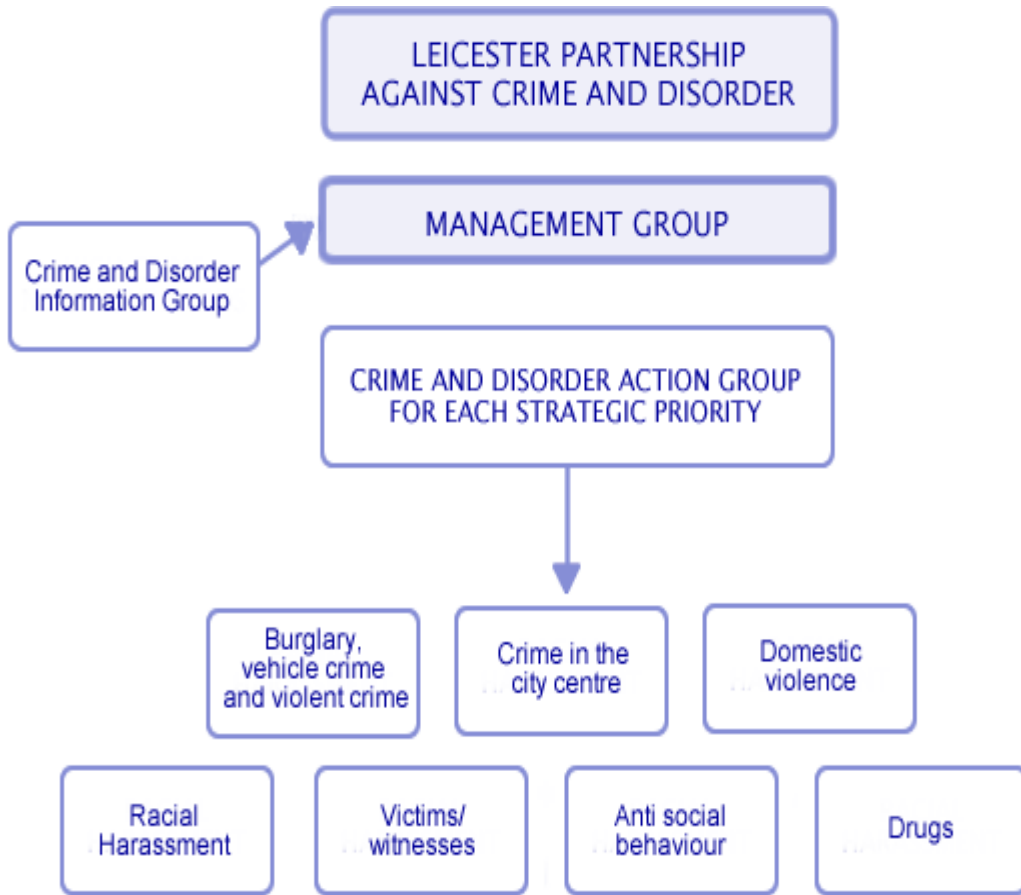 LEICESTER PARTNERSHIP
AGAINST CRIME AND DISORDER
MANAGEMENT GROUP
Crime and Disorder
Information Group
CRIME AND DISORDER ACTION GROUP
FOR EACH STRATEGIC PRIORITY
Burglary,
vehicle crime
and violent crime
Crime in the
city centre
Domestic
violence
Racial
Harassment
Victims/
witnesses
Anti social
behaviour
Drugs